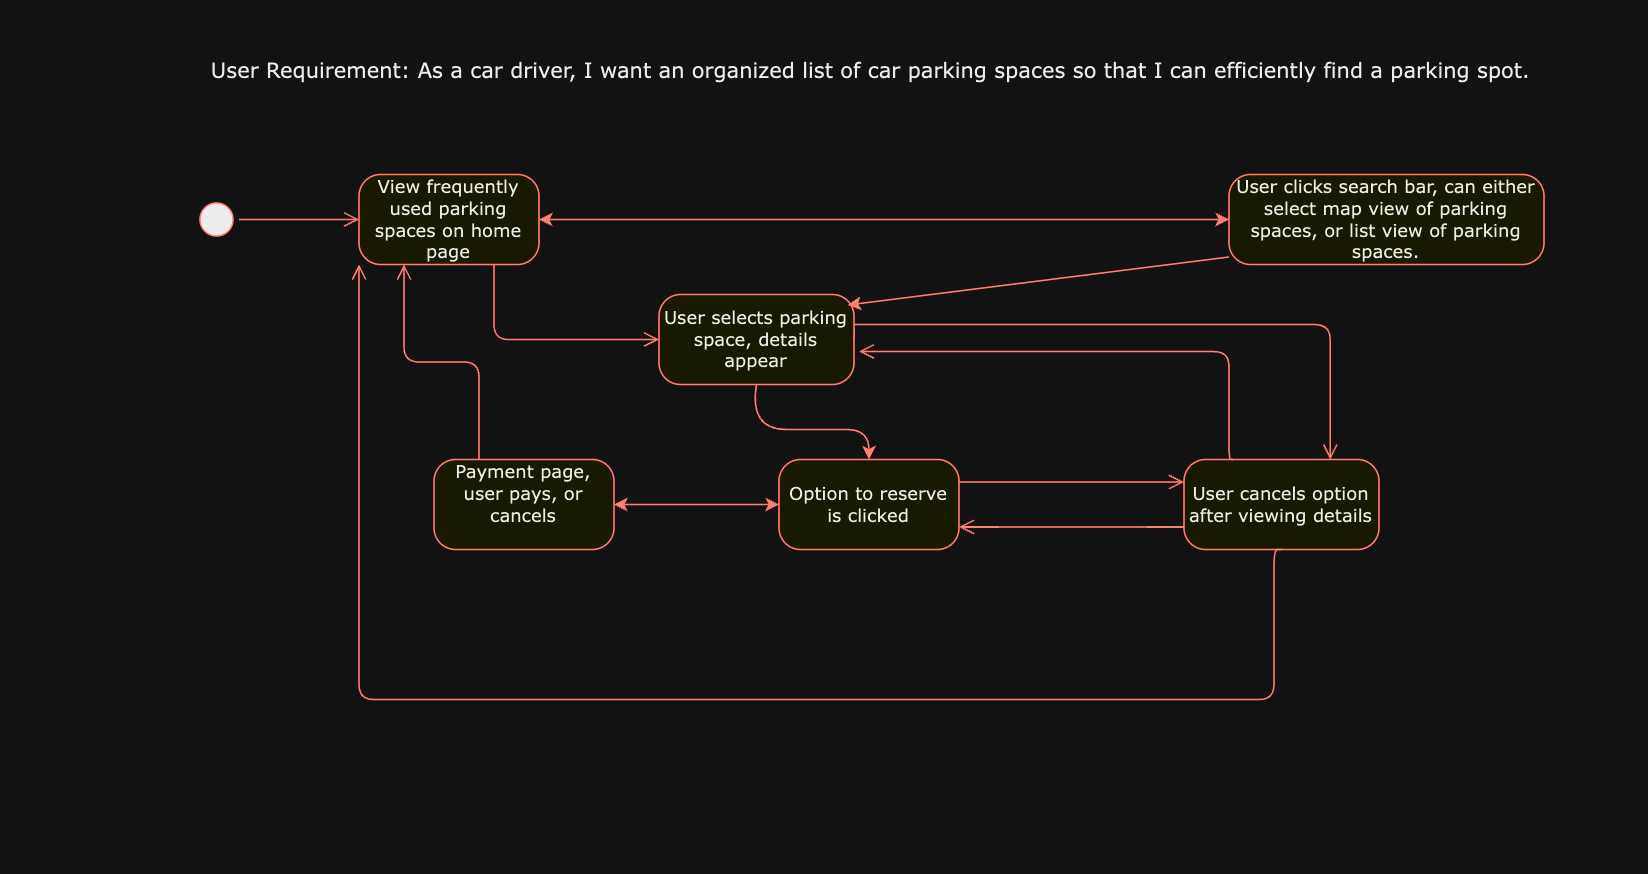 User Requirement: As a car driver, I want an organized list of car parking spaces so that I can efficiently find a parking spot.
View frequently
used parking
spaces on home
page
User clicks search bar, can either
select map view of parking
spaces, or list view of parking
spaces.
User selects parking
space, details
appear
Payment page,
user pays, or
cancels
Option to reserve
is clicked
User cancels option
after viewing details